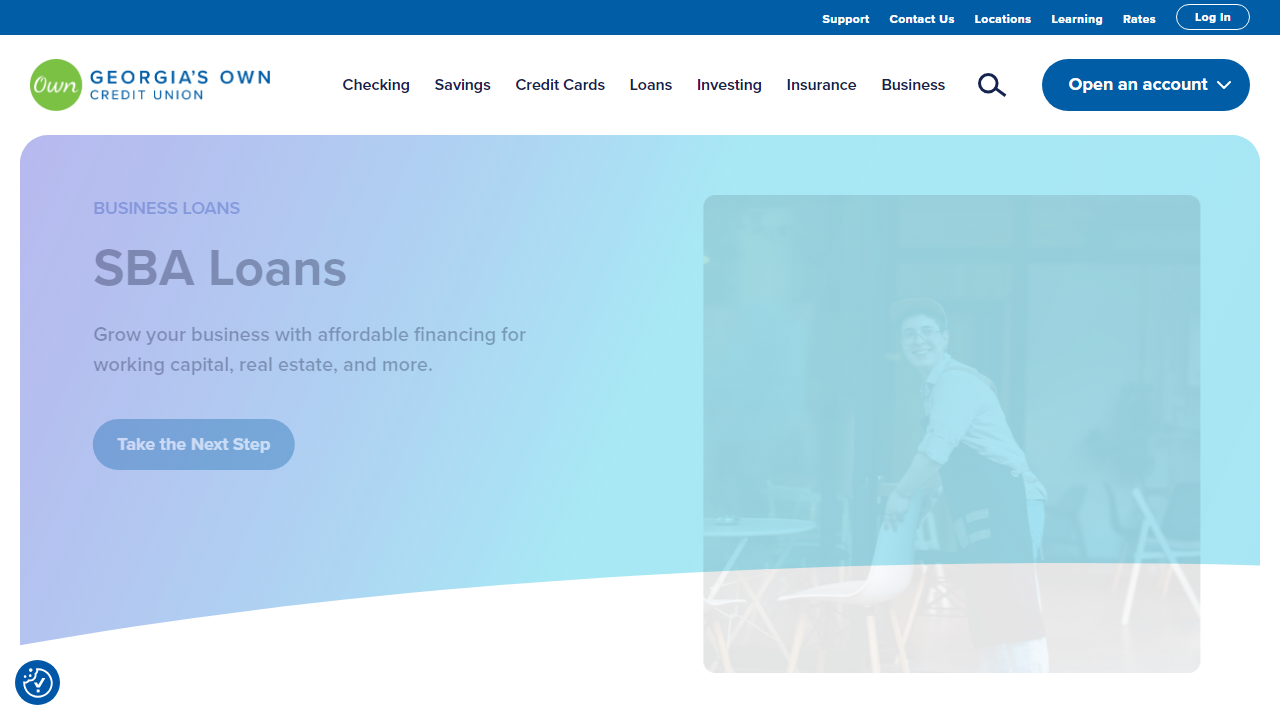 Support Contact Us Locations Learning Rates Log In
Own GEORGIA'S OWN
CREDIT UNION
Checking Savings Credit Cards Loans Investing Insurance Business Open an account
BUSINESS LOANS
SBA Loans
Grow your business with affordable financing for
working capital, real estate, and more.
Take the Next Step